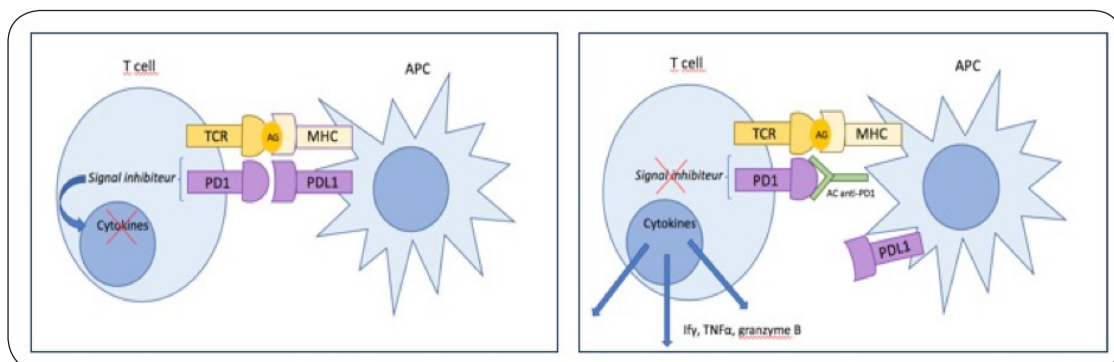 T cell
APC
TCR
AG
MHC
Signal inhibiteur
PD1
PDL1
Cytokines
T cell
APC
TCR
AG
MHC
Signal inhibiteur
PD1
AC anti-PD1
Cytokines
PDL1
Ifγ, TNFα, granzyme B